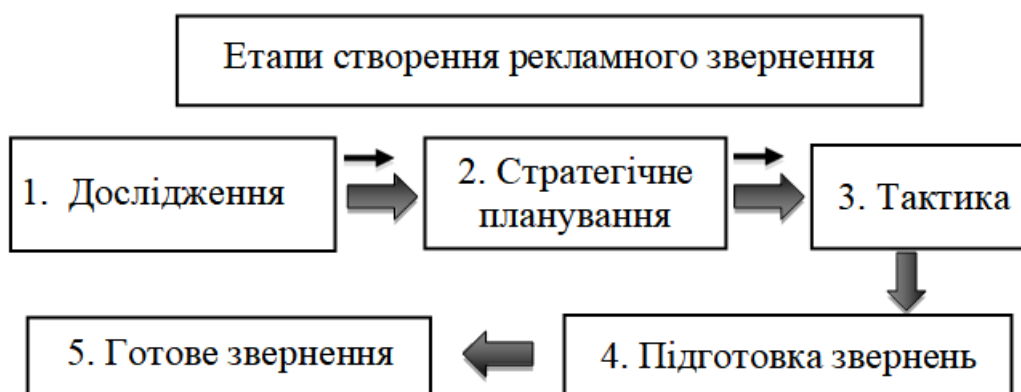 Етапи створення рекламного звернення
1. Дослідження
2. Стратегічне
планування
3. Тактика
4. Підготовка звернень
5. Готове звернення